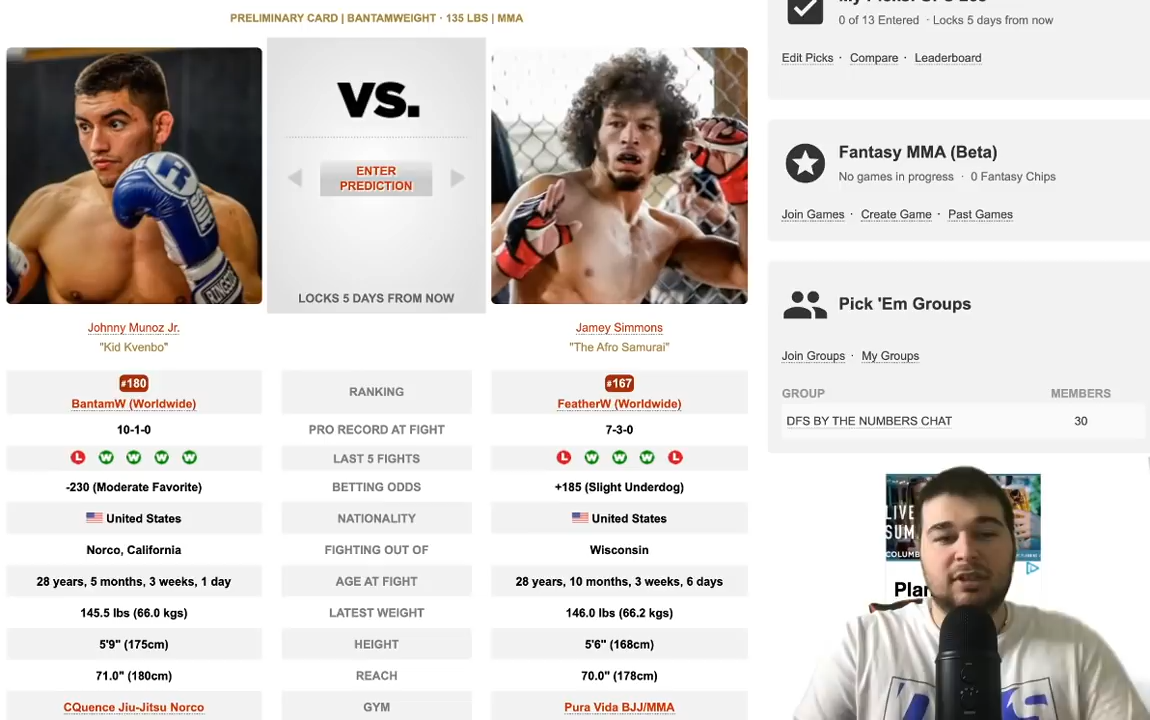 PRELIMINARY CARD | BANTAMWEIGHT · 135 LBS | MMA
VS.
ENTER
PREDICTION
LOCKS 5 DAYS FROM NOW
Johnny Munoz Jr.
"Kid Kvenbo"
Jamey Simmons
"The Afro Samurai"
#180
BantamW (Worldwide)
RANKING
#167
FeatherW (Worldwide)
10-1-0
PRO RECORD AT FIGHT
7-3-0
L W W W W
LAST 5 FIGHTS
L W W W L
-230 (Moderate Favorite)
BETTING ODDS
+185 (Slight Underdog)
United States
NATIONALITY
United States
Norco, California
FIGHTING OUT OF
Wisconsin
28 years, 5 months, 3 weeks, 1 day
AGE AT FIGHT
28 years, 10 months, 3 weeks, 6 days
145.5 lbs (66.0 kgs)
LATEST WEIGHT
146.0 lbs (66.2 kgs)
5'9" (175cm)
HEIGHT
5'6" (168cm)
71.0" (180cm)
REACH
70.0" (178cm)
CQuence Jiu-Jitsu Norco
GYM
Pura Vida BJJ/MMA
0 of 13 Entered · Locks 5 days from now
Edit Picks · Compare · Leaderboard
Fantasy MMA (Beta)
No games in progress · 0 Fantasy Chips
Join Games · Create Game · Past Games
Pick 'Em Groups
Join Groups · My Groups
GROUP MEMBERS
DFS BY THE NUMBERS CHAT 30
LIVE
SUM
COLUMB
Plan